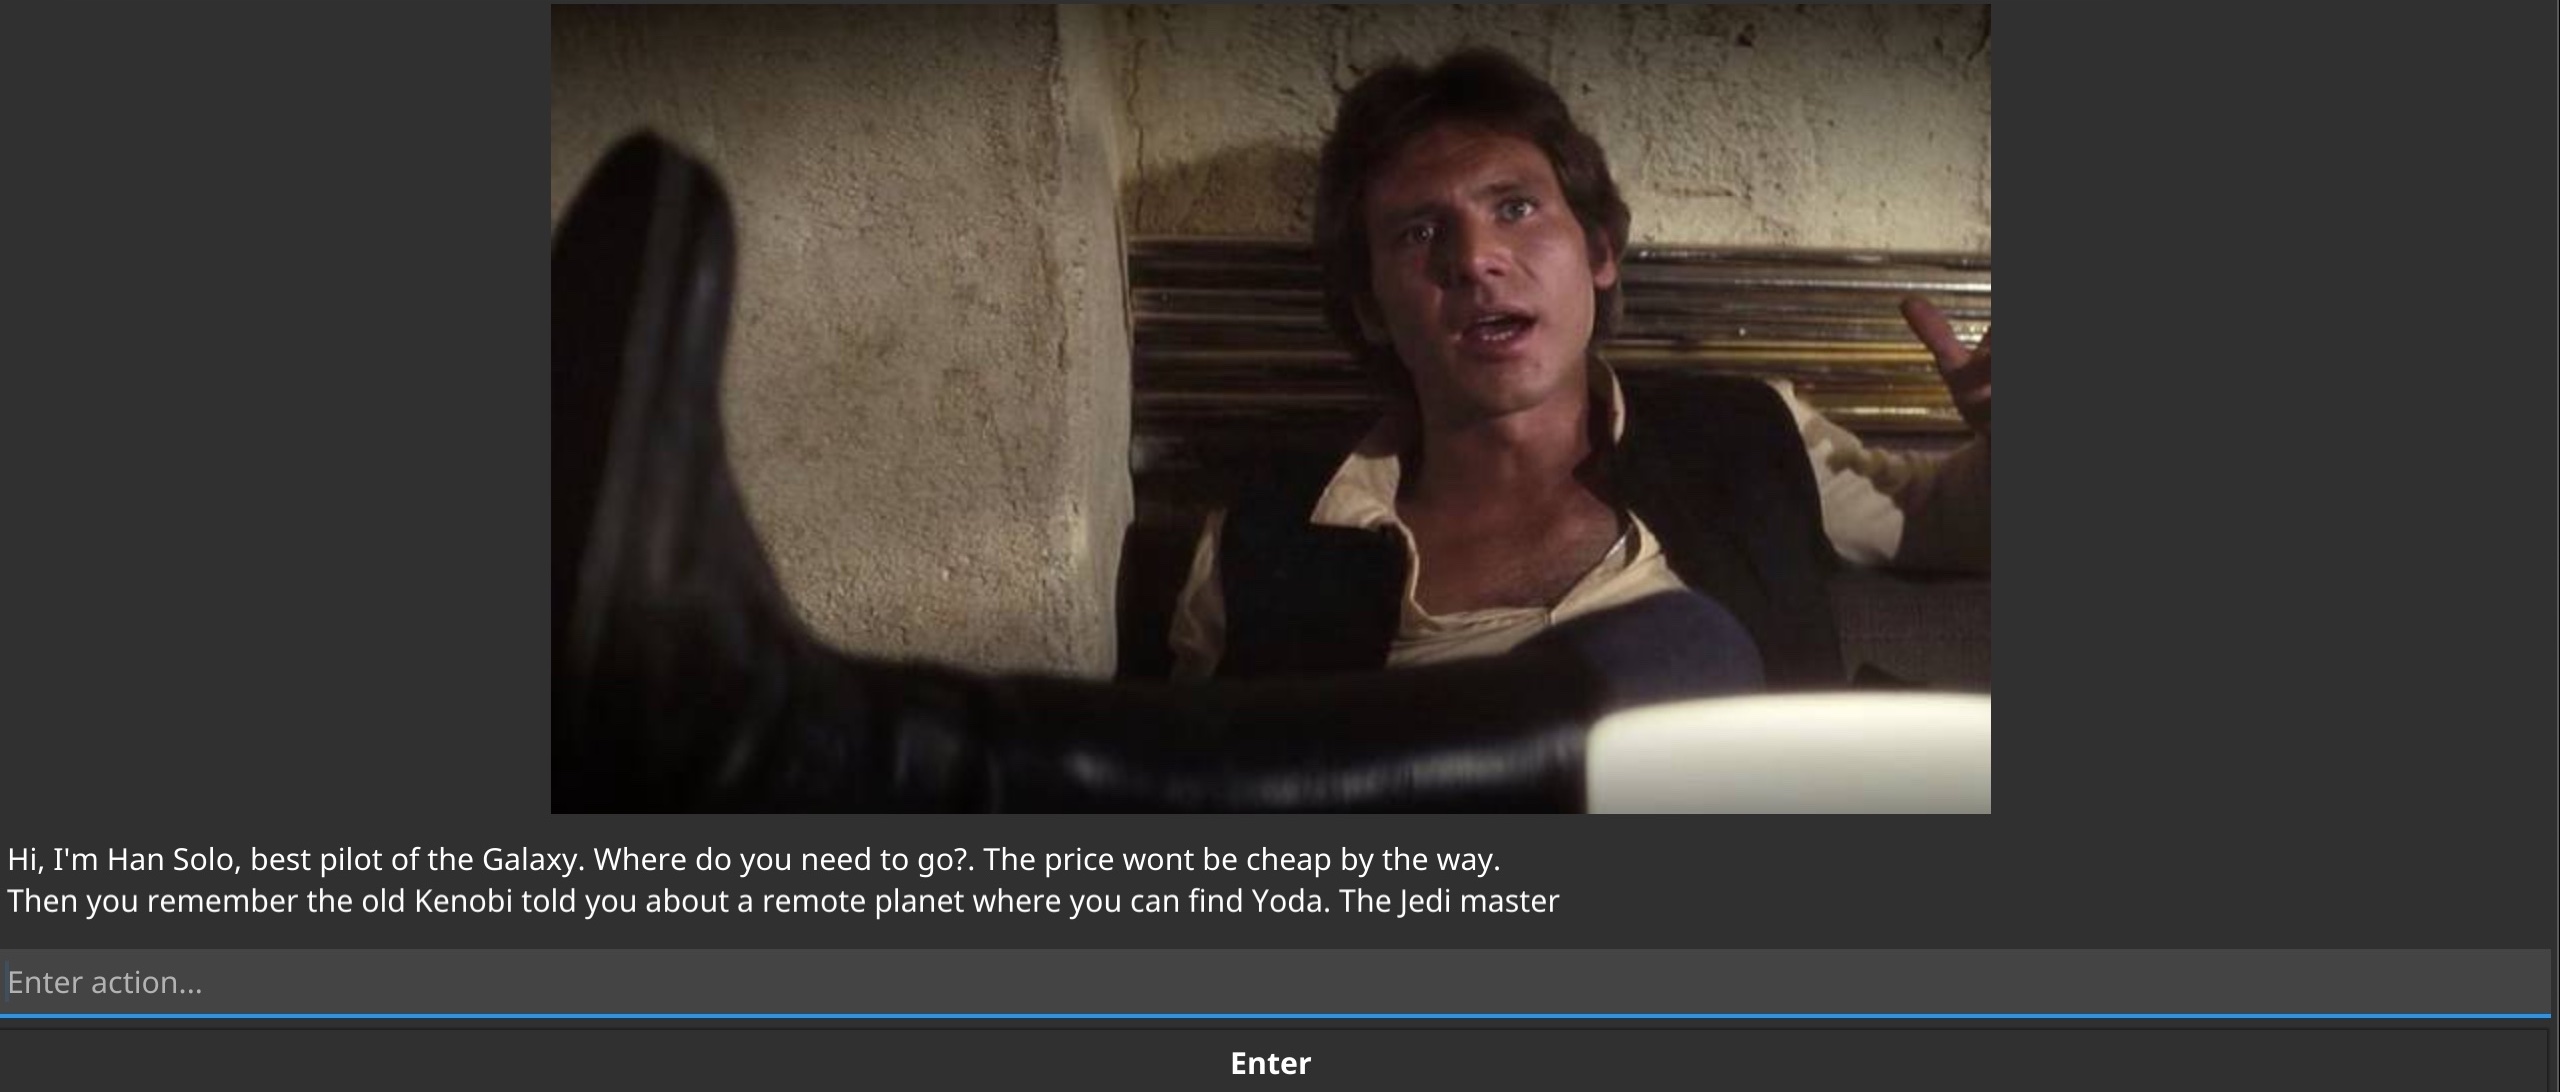 Hi, I'm Han Solo, best pilot of the Galaxy. Where do you need to go?. The price wont be cheap by the way.
Then you remember the old Kenobi told you about a remote planet where you can find Yoda. The Jedi master
Enter action...
Enter